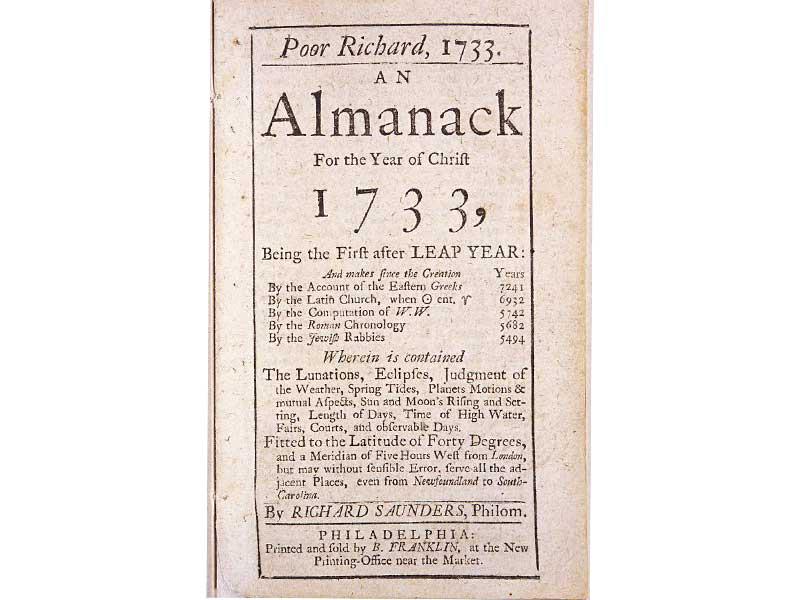 Poor Richard, 1733.
AN
Almanack
For the Year of Chriſt
1733,
Being the Firſt after LEAP YEAR:
And makes ſince the Creation Years
By the Account of the Eaſtern Greeks 7241
By the Latin Church, when ☉ ent. ♈ 6932
By the Computation of W.W. 5742
By the Roman Chronology 5682
By the Jewiſh Rabbies 5494
Wherein is contained
The Lunations, Eclipſes, Judgment of
the Weather, Spring Tides, Planets Motions &
mutual Aſpects, Sun and Moon's Riſing and Set-
ting, Length of Days, Time of High Water,
Fairs, Courts, and obſervable Days.
Fitted to the Latitude of Forty Degrees,
and a Meridian of Five Hours Weſt from London,
but may without ſenſible Error, ſerve all the ad-
jacent Places, even from Newfoundland to South-
Carolina.
By RICHARD SAUNDERS, Philom.
PHILADELPHIA:
Printed and ſold by B. FRANKLIN, at the New
Printing-Office near the Market.